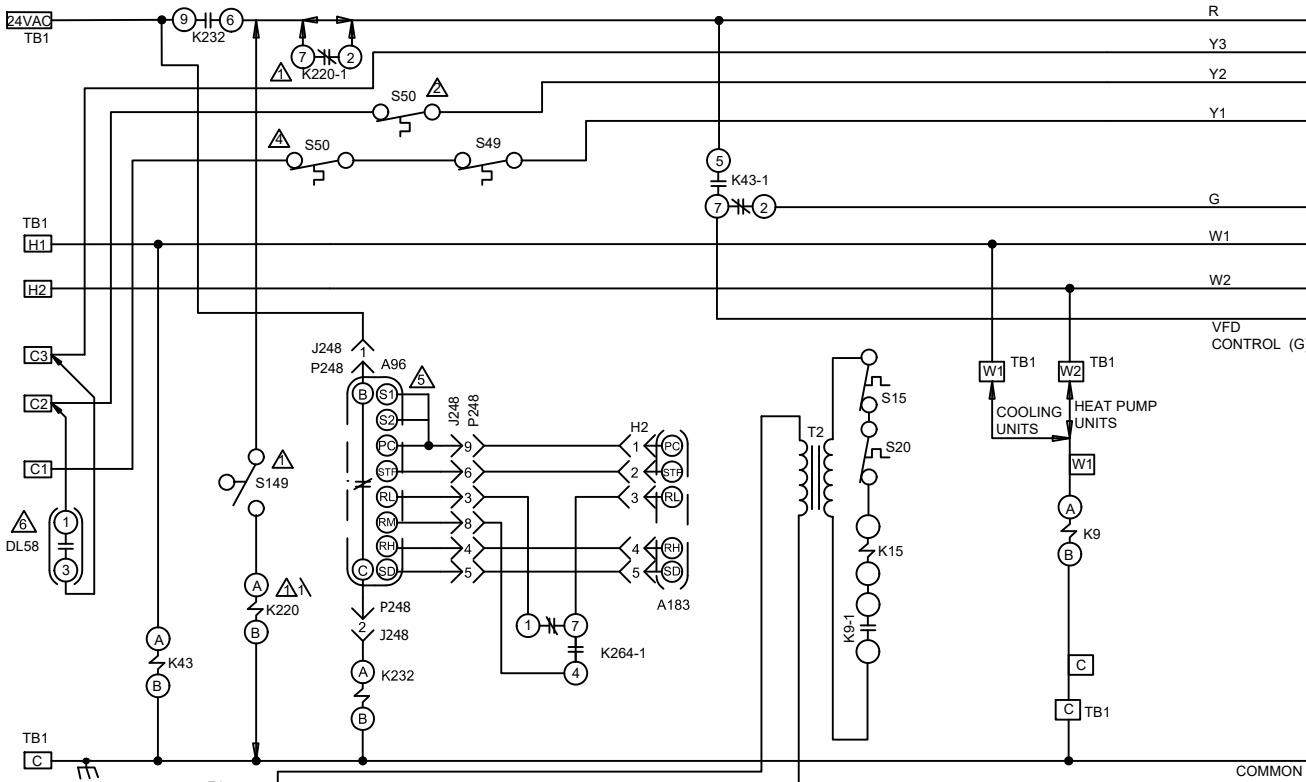 24VAC
TB1
9
6
K232
R
7
2
K220-1
1
Y3
Y2
S50
2
Y1
4
S50
S49
5
K43-1
7
2
G
TB1
H1
W1
H2
W2
VFD
CONTROL (G)
C3
C2
C1
6
DL58
1
3
J248
1
P248
A96
5
B
S1
S2
PC
STP
RL
RM
RH
SD
C
J248
P248
9
6
3
8
4
5
H2
1
2
3
4
5
PC
STP
RL
RH
SD
A183
1
7
4
K264-1
S149
1
A
K220
B
1
A
K43
B
P248
2
J248
A
K232
B
T2
S15
S20
K15
K9-1
W1
TB1
W2
TB1
COOLING
UNITS
HEAT PUMP
UNITS
W1
A
K9
B
C
C
TB1
TB1
C
COMMON